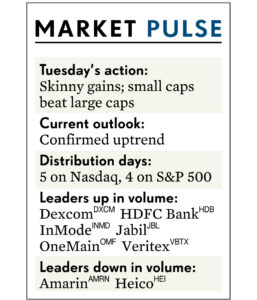 MARKET PULSE
Tuesday's action:
Skinny gains; small caps
beat large caps
Current outlook:
Confirmed uptrend
Distribution days:
5 on Nasdaq, 4 on S&P 500
Leaders up in volume:
Dexcom DXCM HDFC Bank HDB
InMode INMD Jabil JBL
OneMain OMF Veritex VBTX
Leaders down in volume:
Amarin AMRN Heico HEI